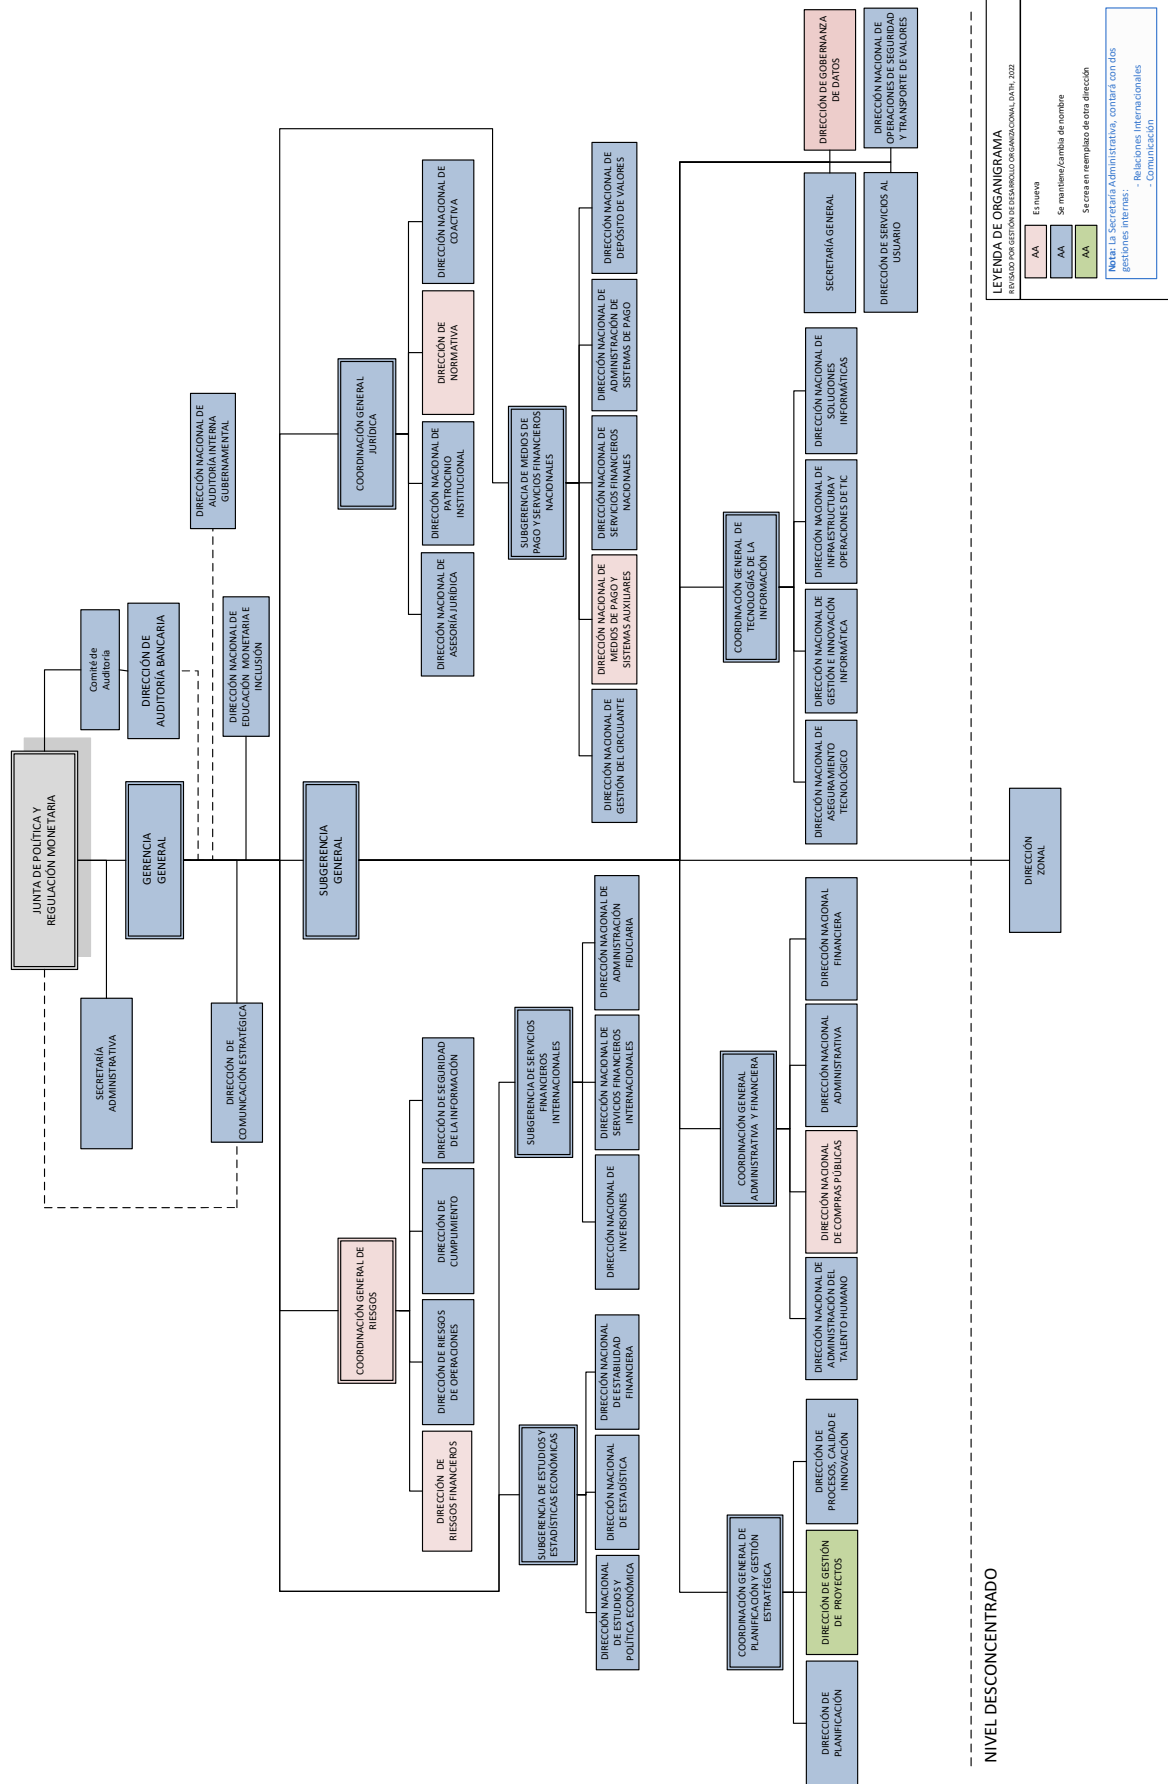 JUNTA DE POLÍTICA Y
REGULACIÓN MONETARIA
Comité de
Auditoría
DIRECCIÓN DE
AUDITORÍA BANCARIA
SECRETARÍA
ADMINISTRATIVA
GERENCIA
GENERAL
DIRECCIÓN NACIONAL DE
AUDITORÍA INTERNA
GUBERNAMENTAL
DIRECCIÓN DE
COMUNICACIÓN ESTRATÉGICA
DIRECCIÓN NACIONAL DE
EDUCACIÓN MONETARIA E
INCLUSIÓN
SUBGERENCIA
GENERAL
COORDINACIÓN GENERAL DE
RIESGOS
COORDINACIÓN GENERAL
JURÍDICA
DIRECCIÓN DE
RIESGOS FINANCIEROS
DIRECCIÓN DE RIESGOS
DE OPERACIONES
DIRECCIÓN DE
CUMPLIMIENTO
DIRECCIÓN DE SEGURIDAD
DE LA INFORMACIÓN
DIRECCIÓN NACIONAL DE
ASESORÍA JURÍDICA
DIRECCIÓN NACIONAL DE
PATROCINIO
INSTITUCIONAL
DIRECCIÓN DE
NORMATIVA
DIRECCIÓN NACIONAL DE
COACTIVA
SUBGERENCIA DE ESTUDIOS Y
ESTADÍSTICAS ECONÓMICAS
SUBGERENCIA DE SERVICIOS
FINANCIEROS
INTERNACIONALES
SUBGERENCIA DE MEDIOS DE
PAGO Y SERVICIOS FINANCIEROS
NACIONALES
DIRECCIÓN NACIONAL
DE ESTUDIOS Y
POLÍTICA ECONÓMICA
DIRECCIÓN NACIONAL
DE ESTADÍSTICA
DIRECCIÓN NACIONAL
DE ESTABILIDAD
FINANCIERA
DIRECCIÓN NACIONAL DE
INVERSIONES
DIRECCIÓN NACIONAL DE
SERVICIOS FINANCIEROS
INTERNACIONALES
DIRECCIÓN NACIONAL DE
ADMINISTRACIÓN
FIDUCIARIA
DIRECCIÓN NACIONAL DE
GESTIÓN DEL CIRCULANTE
DIRECCIÓN NACIONAL DE
MEDIOS DE PAGO Y
SISTEMAS AUXILIARES
DIRECCIÓN NACIONAL DE
SERVICIOS FINANCIEROS
NACIONALES
DIRECCIÓN NACIONAL DE
ADMINISTRACIÓN DE
SISTEMAS DE PAGO
DIRECCIÓN NACIONAL DE
DEPÓSITO DE VALORES
COORDINACIÓN GENERAL DE
PLANIFICACIÓN Y GESTIÓN
ESTRATÉGICA
COORDINACIÓN GENERAL
ADMINISTRATIVA Y FINANCIERA
COORDINACIÓN GENERAL DE
TECNOLOGÍAS DE LA
INFORMACIÓN
DIRECCIÓN DE
PLANIFICACIÓN
DIRECCIÓN DE GESTIÓN
DE PROYECTOS
DIRECCIÓN DE
PROCESOS, CALIDAD E
INNOVACIÓN
DIRECCIÓN NACIONAL DE
ADMINISTRACIÓN DEL
TALENTO HUMANO
DIRECCIÓN NACIONAL
DE COMPRAS PÚBLICAS
DIRECCIÓN NACIONAL
ADMINISTRATIVA
DIRECCIÓN NACIONAL
FINANCIERA
DIRECCIÓN NACIONAL DE
ASEGURAMIENTO
TECNOLÓGICO
DIRECCIÓN NACIONAL DE
GESTIÓN E INNOVACIÓN
INFORMÁTICA
DIRECCIÓN NACIONAL DE
INFRAESTRUCTURA Y
OPERACIONES DE TIC
DIRECCIÓN NACIONAL DE
SOLUCIONES
INFORMÁTICAS
SECRETARÍA GENERAL
DIRECCIÓN DE GOBERNANZA
DE DATOS
DIRECCIÓN DE SERVICIOS AL
USUARIO
DIRECCIÓN NACIONAL DE
OPERACIONES DE SEGURIDAD
Y TRANSPORTE DE VALORES
NIVEL DESCONCENTRADO
DIRECCIÓN
ZONAL
LEYENDA DE ORGANIGRAMA
REVISADO POR GESTIÓN DE DESARROLLO ORGANIZACIONAL, DATH, 2022
AA Es nueva
AA Se mantiene/cambia de nombre
AA Se crea en reemplazo de otra dirección
Nota: La Secretaría Administrativa, contará con dos
gestiones internas:
- Relaciones Internacionales
- Comunicación